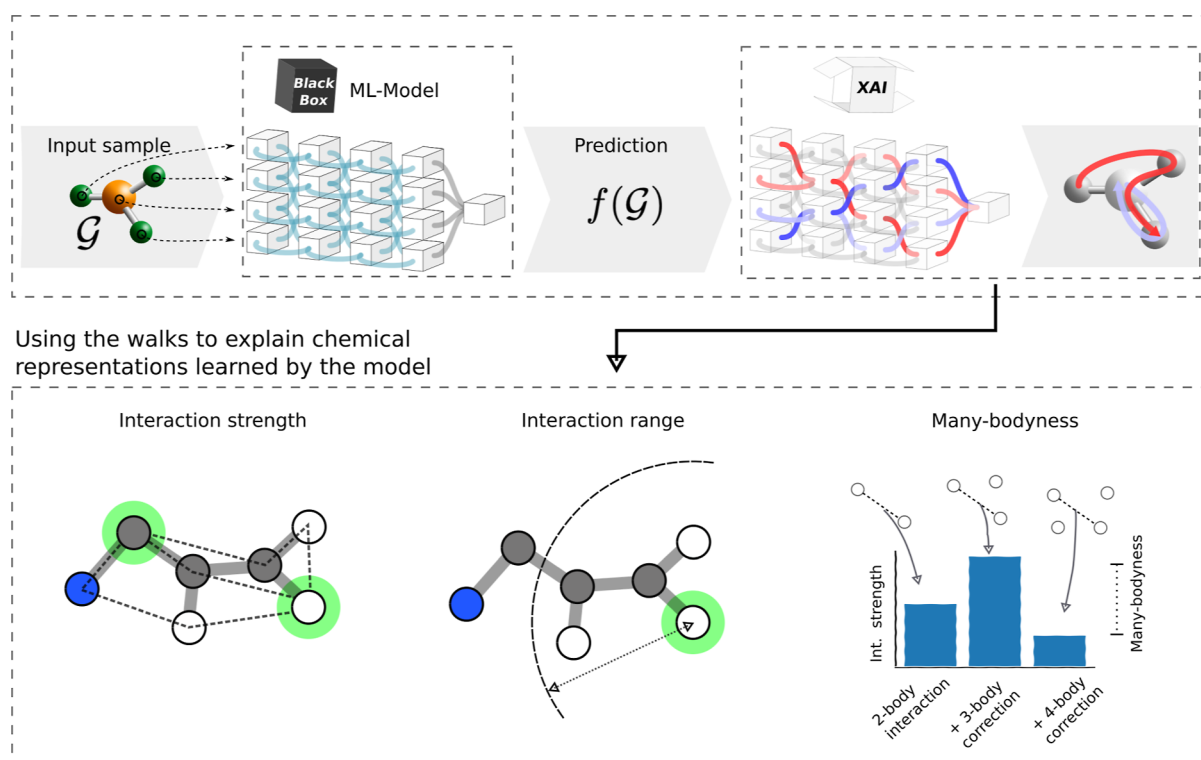 Black
Box
ML-Model
XAI
Input sample
𝒢
Prediction
f(𝒢)
Using the walks to explain chemical
representations learned by the model
Interaction strength
Interaction range
Many-bodyness
Int. strength
Many-bodyness
2-body
interaction
+ 3-body
correction
+ 4-body
correction